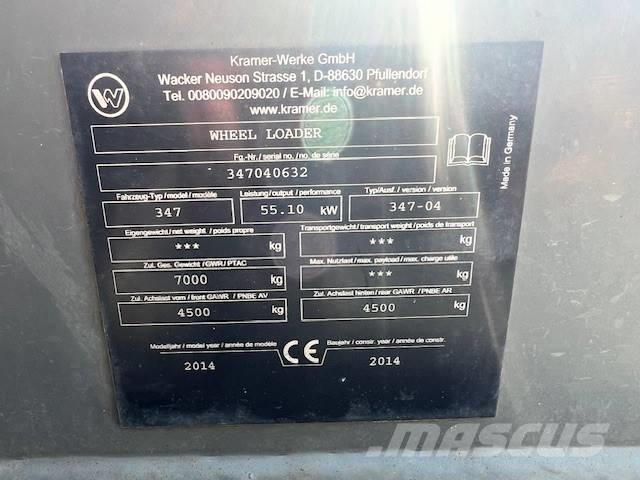 Kramer-Werke GmbH
Wacker Neuson Strasse 1, D-88630 Pfullendorf
Tel. 0080090209020 / E-Mail: info@kramer.de
www.kramer.de
WHEEL LOADER
Fg.-Nr./ serial no./ no. de série
347040632
Made in Germany
Fahrzeug-Typ / model / modèle
Leistung / output / performance
Typ/Ausf. / version / version
347
55.10 kW
347-04
Eigengewicht / net weight / poids propre
Transportgewicht / transport weight / poids de transport
*** kg
*** kg
Zul. Ges. Gewicht / GWR/ PTAC
Max. Nutzlast / max. payload / max. charge utile
7000 kg
*** kg
Zul. Achslast vorn / front GAWR / PNBE AV
Zul. Achslast hinten / rear GAWR / PNBE AR
4500 kg
4500 kg
Modelljahr / model year / année de modèle
Baujahr / constr. year / année de constr.
2014
CE
2014
MASCUS